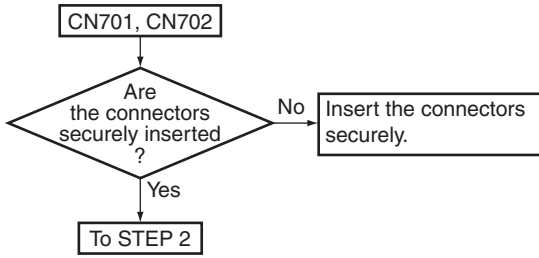 CN701, CN702
Are
the connectors
securely inserted
?
No
Insert the connectors
securely.
Yes
To STEP 2